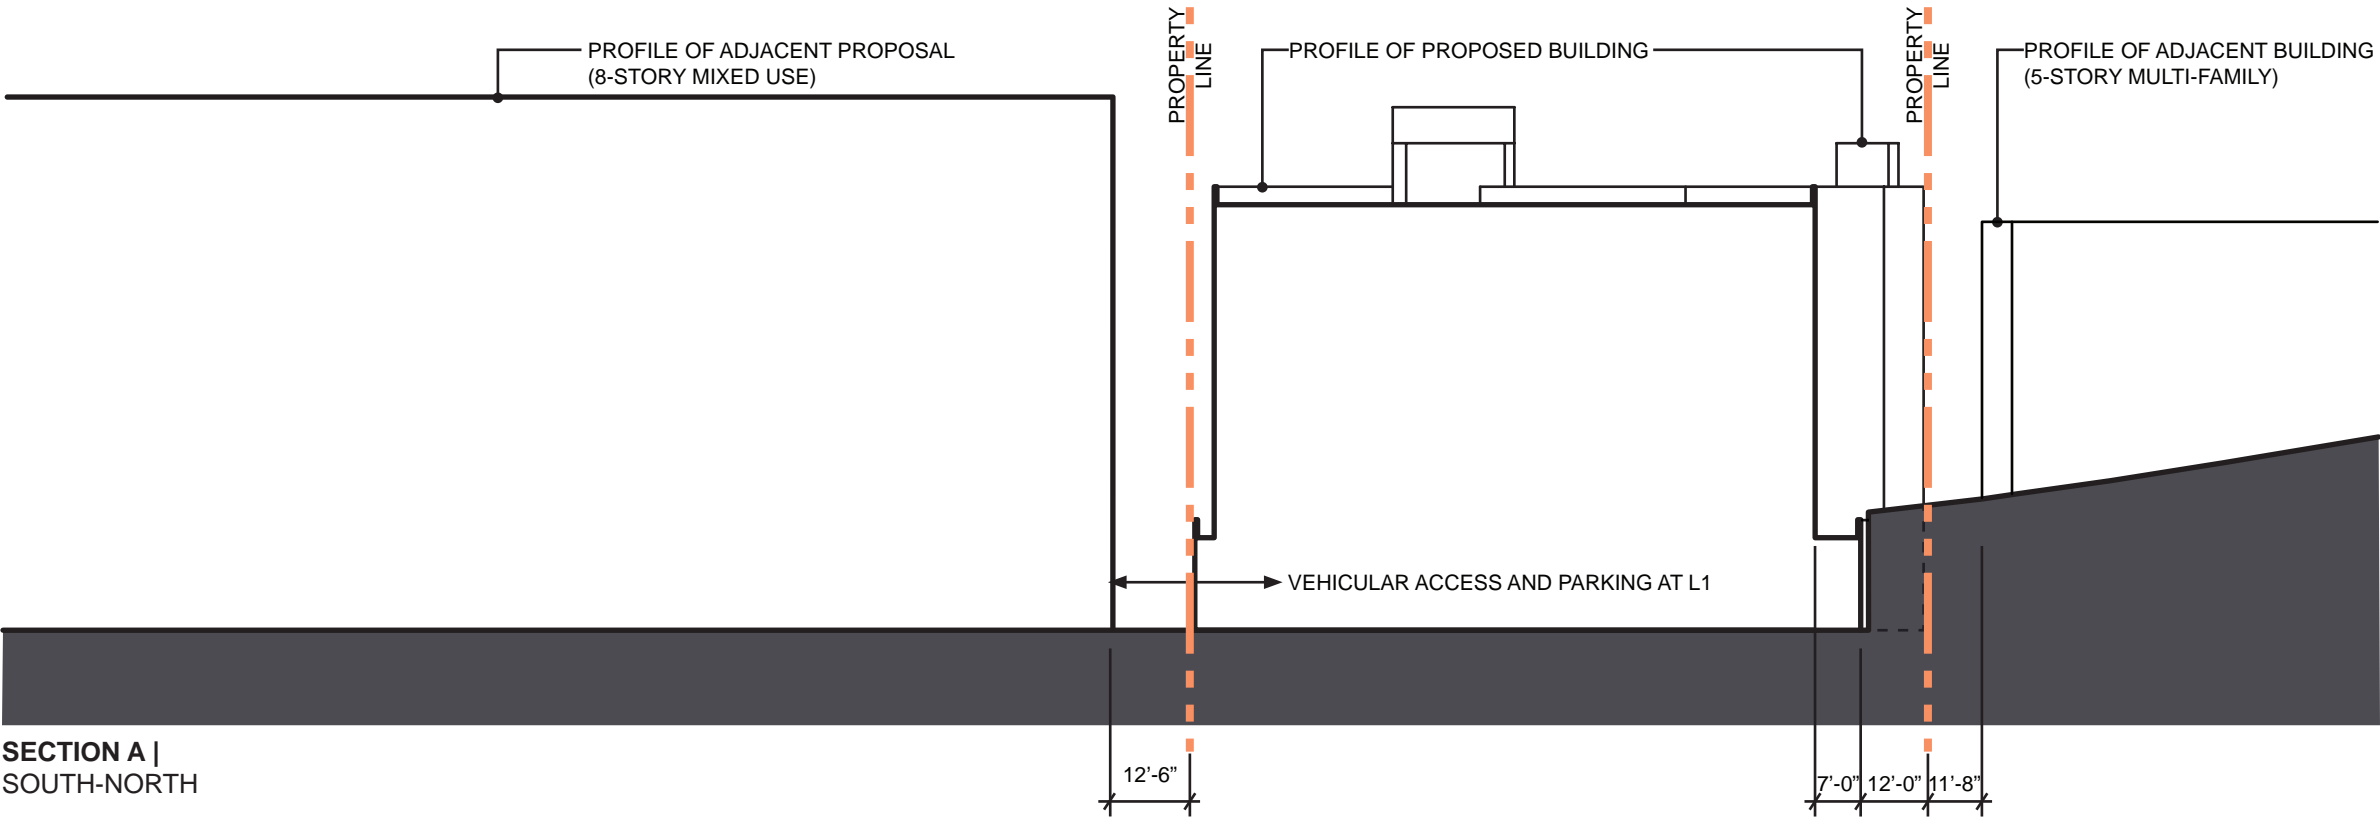 PROFILE OF ADJACENT PROPOSAL
(8-STORY MIXED USE)
PROPERTY
LINE
PROFILE OF PROPOSED BUILDING
PROPERTY
LINE
PROFILE OF ADJACENT BUILDING
(5-STORY MULTI-FAMILY)
VEHICULAR ACCESS AND PARKING AT L1
SECTION A |
SOUTH-NORTH
12’-6”
7’-0”
12’-0”
11’-8”